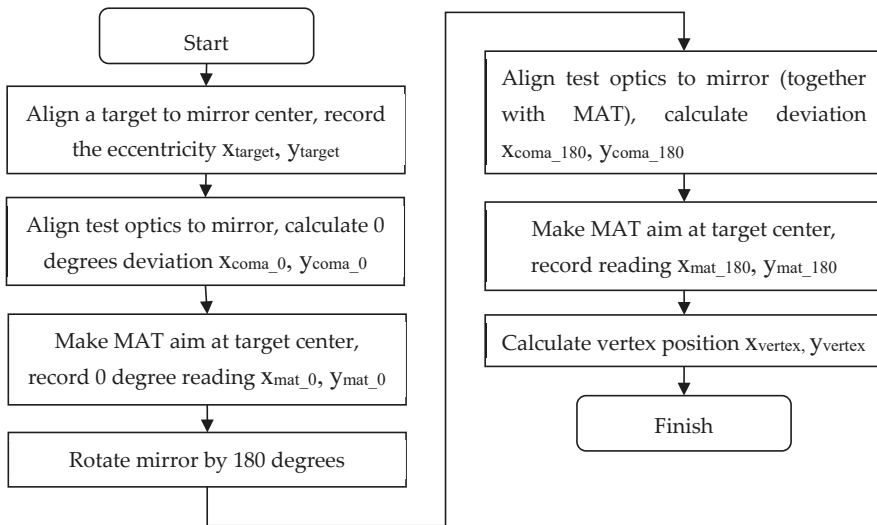 Start
Align a target to mirror center, record
the eccentricity xtarget, ytarget
Align test optics to mirror, calculate 0
degrees deviation xcoma_0, ycoma_0
Make MAT aim at target center,
record 0 degree reading xmat_0, ymat_0
Rotate mirror by 180 degrees
Align test optics to mirror (together
with MAT), calculate deviation
xcoma_180, ycoma_180
Make MAT aim at target center,
record reading xmat_180, ymat_180
Calculate vertex position xvertex, yvertex
Finish